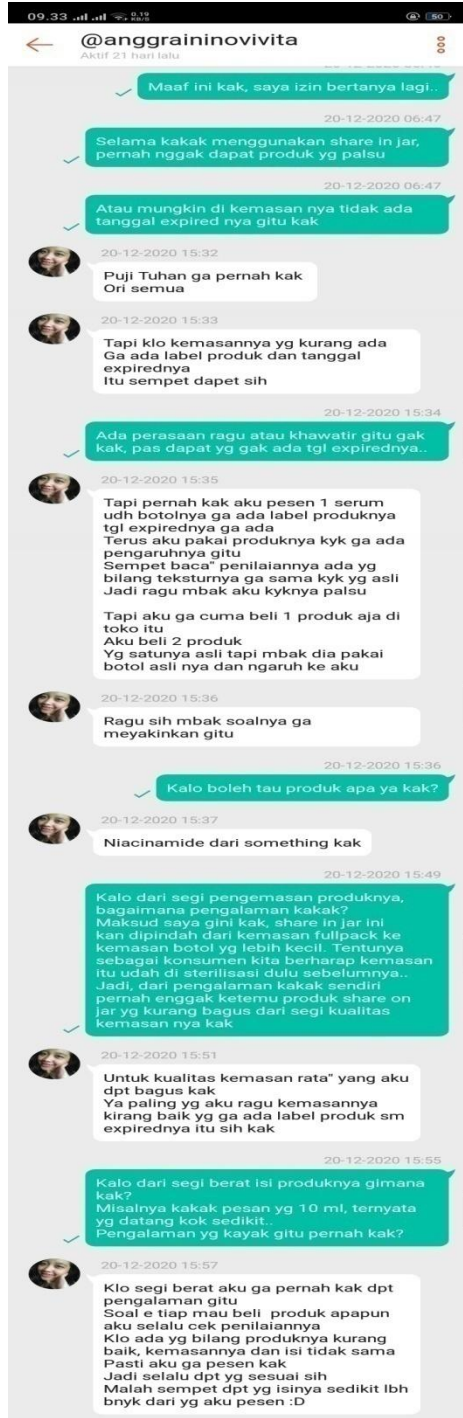 09.33
0.19
KB/S
50
@anggraininovivita
Aktif 21 hari lalu
Maaf ini kak, saya izin bertanya lagi..
20-12-2020 06:47
Selama kakak menggunakan share in jar,
pernah nggak dapat produk yg palsu
20-12-2020 06:47
Atau mungkin di kemasan nya tidak ada
tanggal expired nya gitu kak
20-12-2020 15:32
Puji Tuhan ga pernah kak
Ori semua
20-12-2020 15:33
Tapi klo kemasannya yg kurang ada
Ga ada label produk dan tanggal
expirednya
Itu sempet dapet sih
20-12-2020 15:34
Ada perasaan ragu atau khawatir gitu gak
kak, pas dapat yg gak ada tgl expirednya..
20-12-2020 15:35
Tapi pernah kak aku pesen 1 serum
udh botolnya ga ada label produknya
tgl expirednya ga ada
Terus aku pakai produknya kyk ga ada
pengaruhnya gitu
Sempet baca" penilaiannya ada yg
bilang teksturnya ga sama kyk yg asli
Jadi ragu mbak aku kyknya palsu
Tapi aku ga cuma beli 1 produk aja di
toko itu
Aku beli 2 produk
Yg satunya asli tapi mbak dia pakai
botol asli nya dan ngaruh ke aku
20-12-2020 15:36
Ragu sih mbak soalnya ga
meyakinkan gitu
20-12-2020 15:36
Kalo boleh tau produk apa ya kak?
20-12-2020 15:37
Niacinamide dari something kak
20-12-2020 15:49
Kalo dari segi pengemasan produknya,
bagaimana pengalaman kakak?
Maksud saya gini kak, share in jar ini
kan dipindah dari kemasan fullpack ke
kemasan botol yg lebih kecil. Tentunya
sebagai konsumen kita berharap kemasan
itu udah di sterilisasi dulu sebelumnya..
Jadi, dari pengalaman kakak sendiri
pernah enggak ketemu produk share on
jar yg kurang bagus dari segi kualitas
kemasan nya kak
20-12-2020 15:51
Untuk kualitas kemasan rata" yang aku
dpt bagus kak
Ya paling yg aku ragu kemasannya
kirang baik yg ga ada label produk sm
expirednya itu sih kak
20-12-2020 15:55
Kalo dari segi berat isi produknya gimana
kak?
Misalnya kakak pesan yg 10 ml, ternyata
yg datang kok sedikit..
Pengalaman yg kayak gitu pernah kak?
20-12-2020 15:57
Klo segi berat aku ga pernah kak dpt
pengalaman gitu
Soal e tiap mau beli produk apapun
aku selalu cek penilaiannya
Klo ada yg bilang produknya kurang
baik, kemasannya dan isi tidak sama
Pasti aku ga pesen kak
Jadi selalu dpt yg sesuai sih
Malah sempet dpt yg isinya sedikit lbh
bnyk dari yg aku pesen :D